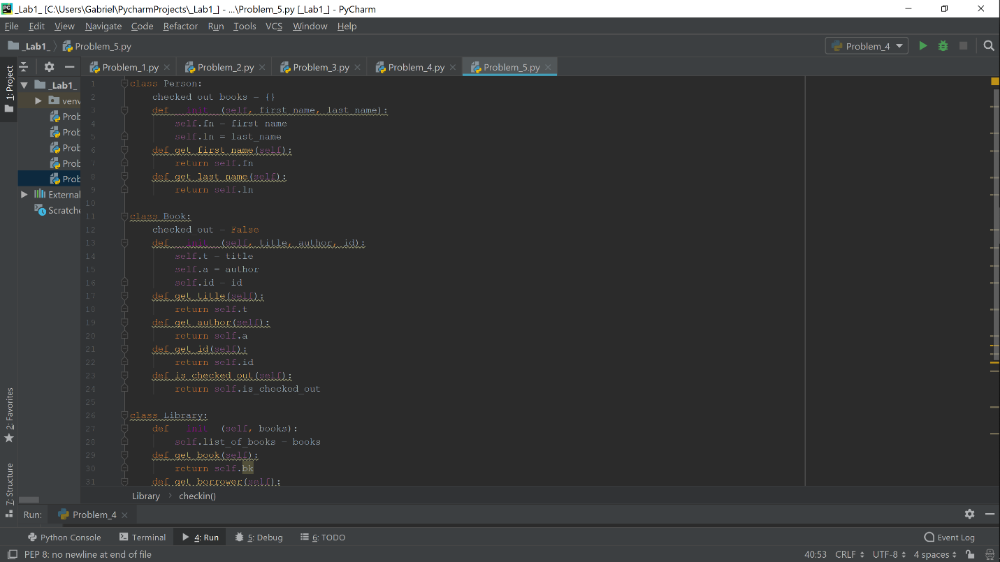 _Lab1_ [C:\Users\Gabriel\PycharmProjects\_Lab1_] - ...\Problem_5.py [_Lab1_] - PyCharm
File Edit View Navigate Code Refactor Run Tools VCS Window Help
_Lab1_ Problem_5.py Problem_4
Problem_1.py Problem_2.py Problem_3.py Problem_4.py Problem_5.py
1: Project
_Lab1_
venv
Prob
Prob
Prob
Prob
Prob
External
Scratche
2: Favorites
7: Structure
1 class Person:
2     checked_out_books = {}
3     def __init__(self, first_name, last_name):
4         self.fn = first_name
5         self.ln = last_name
6     def get_first_name(self):
7         return self.fn
8     def get_last_name(self):
9         return self.ln
10
11 class Book:
12     checked_out = False
13     def __init__(self, title, author, id):
14         self.t = title
15         self.a = author
16         self.id = id
17     def get_title(self):
18         return self.t
19     def get_author(self):
20         return self.a
21     def get_id(self):
22         return self.id
23     def is_checked_out(self):
24         return self.is_checked_out
25
26 class Library:
27     def __init__(self, books):
28         self.list_of_books = books
29     def get_book(self):
30         return self.bk
31     def get_borrower(self):
Library checkin()
Run: Problem_4
Python Console Terminal 4: Run 5: Debug 6: TODO Event Log
PEP 8: no newline at end of file 40:53 CRLF UTF-8 4 spaces